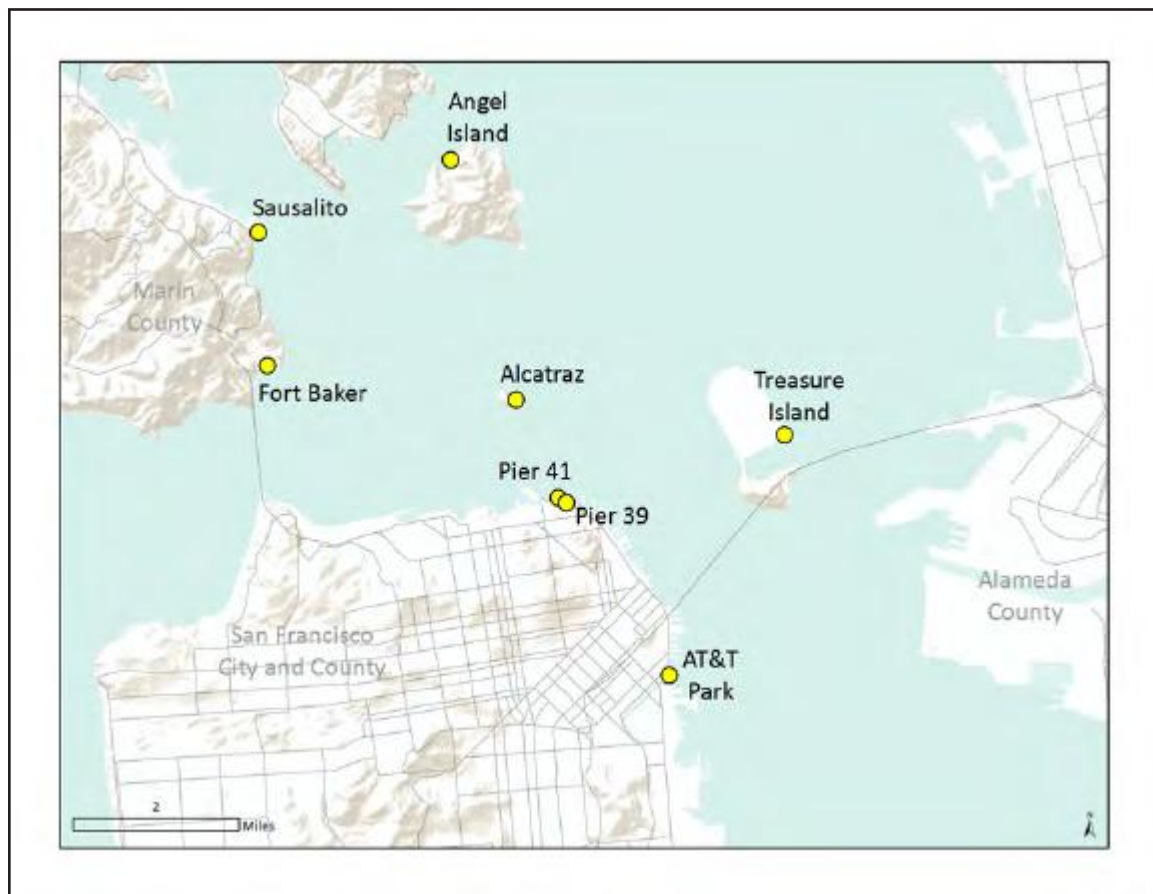 Angel
Island
Sausalito
Marin
County
Fort Baker
Alcatraz
Treasure
Island
Pier 41
Pier 39
Alameda
County
San Francisco
City and County
AT&T
Park
2
Miles
N